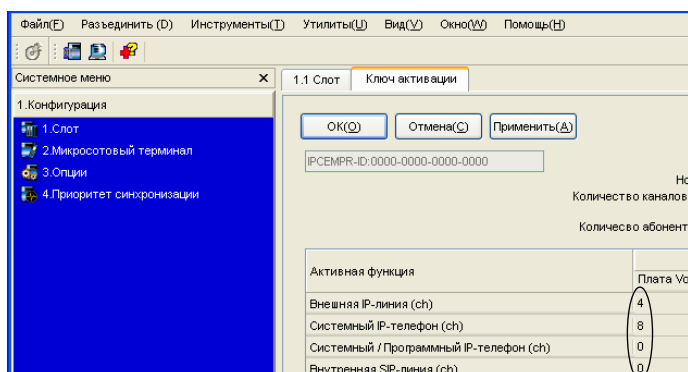 Файл(F) Разъединить (D) Инструменты(T) Утилиты(U) Вид(V) Окно(W) Помощь(H)
Системное меню X
1.1 Слот Ключ активации
1.Конфигурация
1.Слот
2.Микросотовый терминал
3.Опции
4.Приоритет синхронизации
ОК(O) Отмена(C) Применить(A)
IPCEMPR-ID:0000-0000-0000-0000
Но
Количество каналов
Количесво абонент
Активная функция
Плата Vo
Внешняя IP-линия (ch) 4
Системный IP-телефон (ch) 8
Системный / Программный IP-телефон (ch) 0
Внутренняя SIP-линия (ch) 0